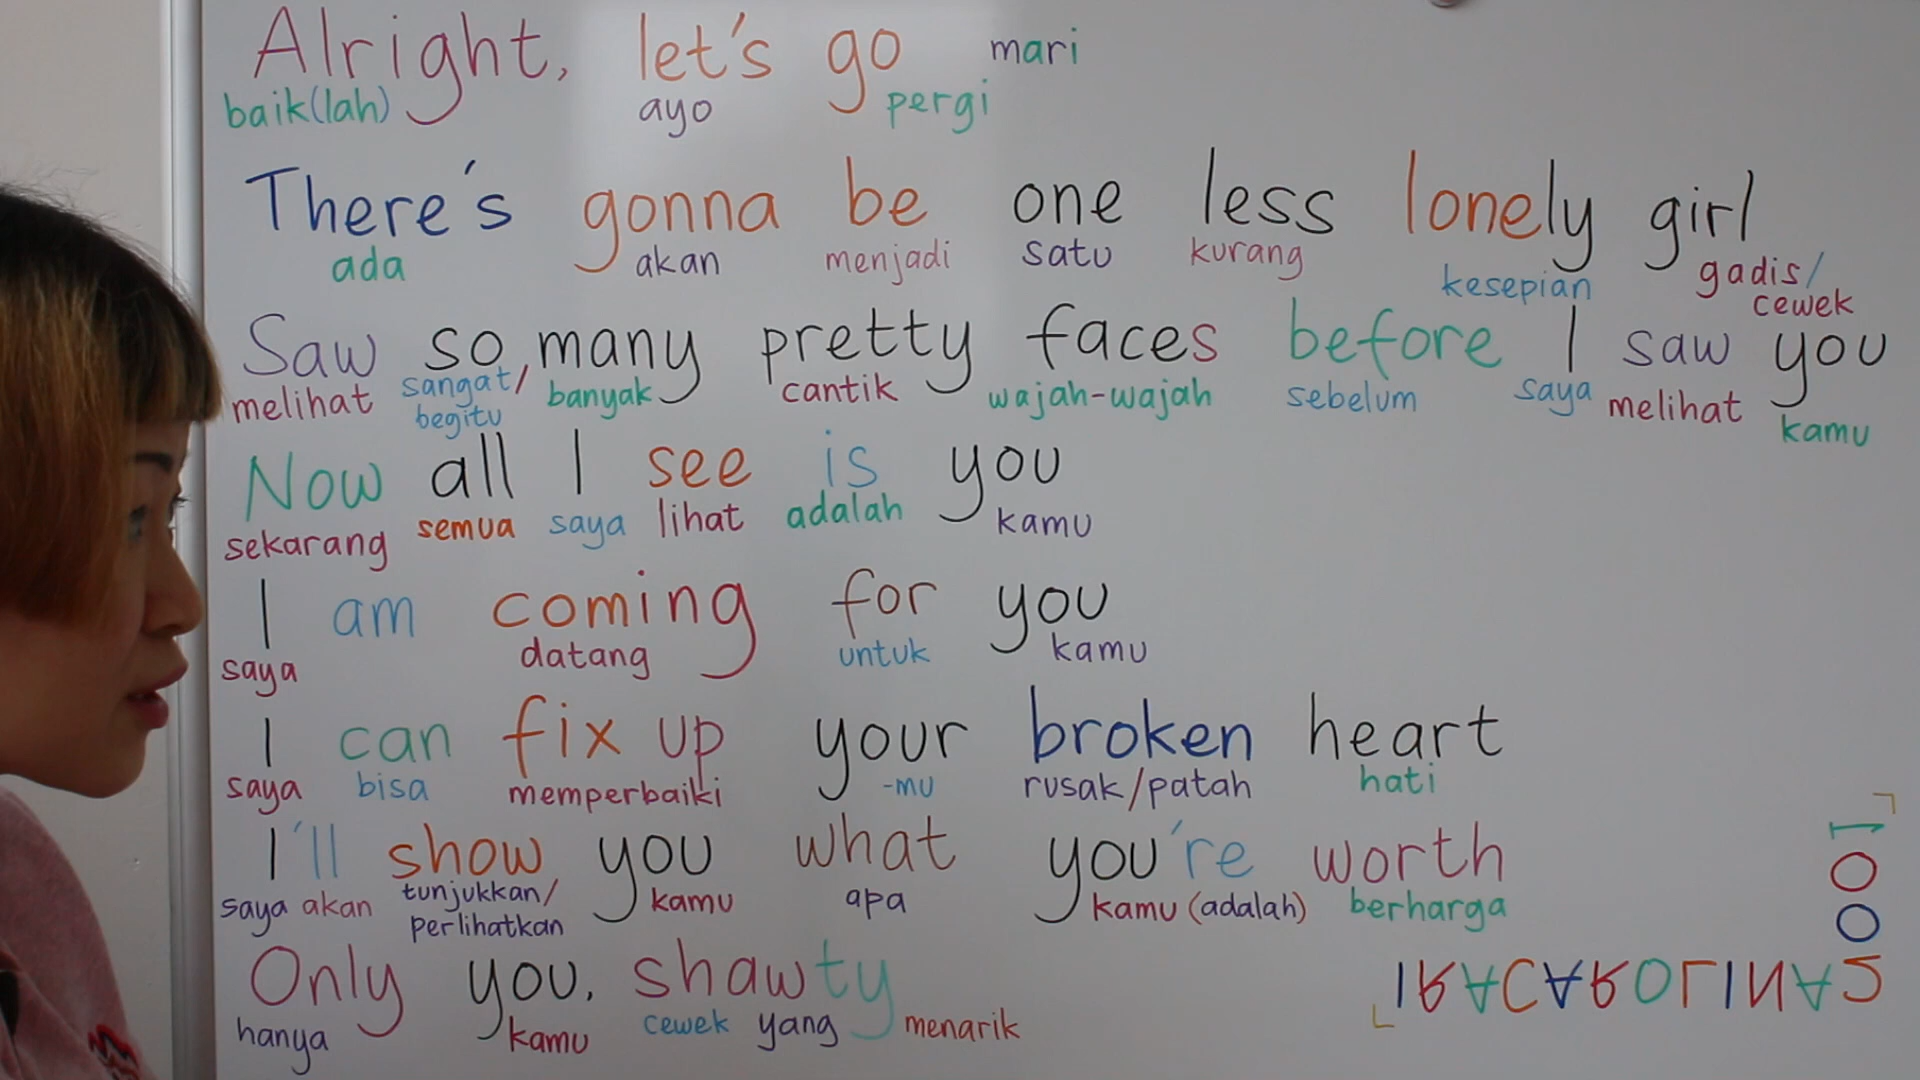 Alright, let's go mari
baik(lah) ayo pergi
There's gonna be one less lonely girl
ada akan menjadi satu kurang kesepian gadis/
cewek
Saw so many pretty faces before I saw you
melihat sangat/ banyak cantik wajah-wajah sebelum saya melihat kamu
begitu
Now all I see is you
sekarang semua saya lihat adalah kamu
I am coming for you
saya datang untuk kamu
I can fix up your broken heart
saya bisa memperbaiki -mu rusak/patah hati
I'll show you what you're worth
saya akan tunjukkan/ kamu apa kamu (adalah) berharga
perlihatkan
Only you, shawty
hanya kamu cewek yang menarik